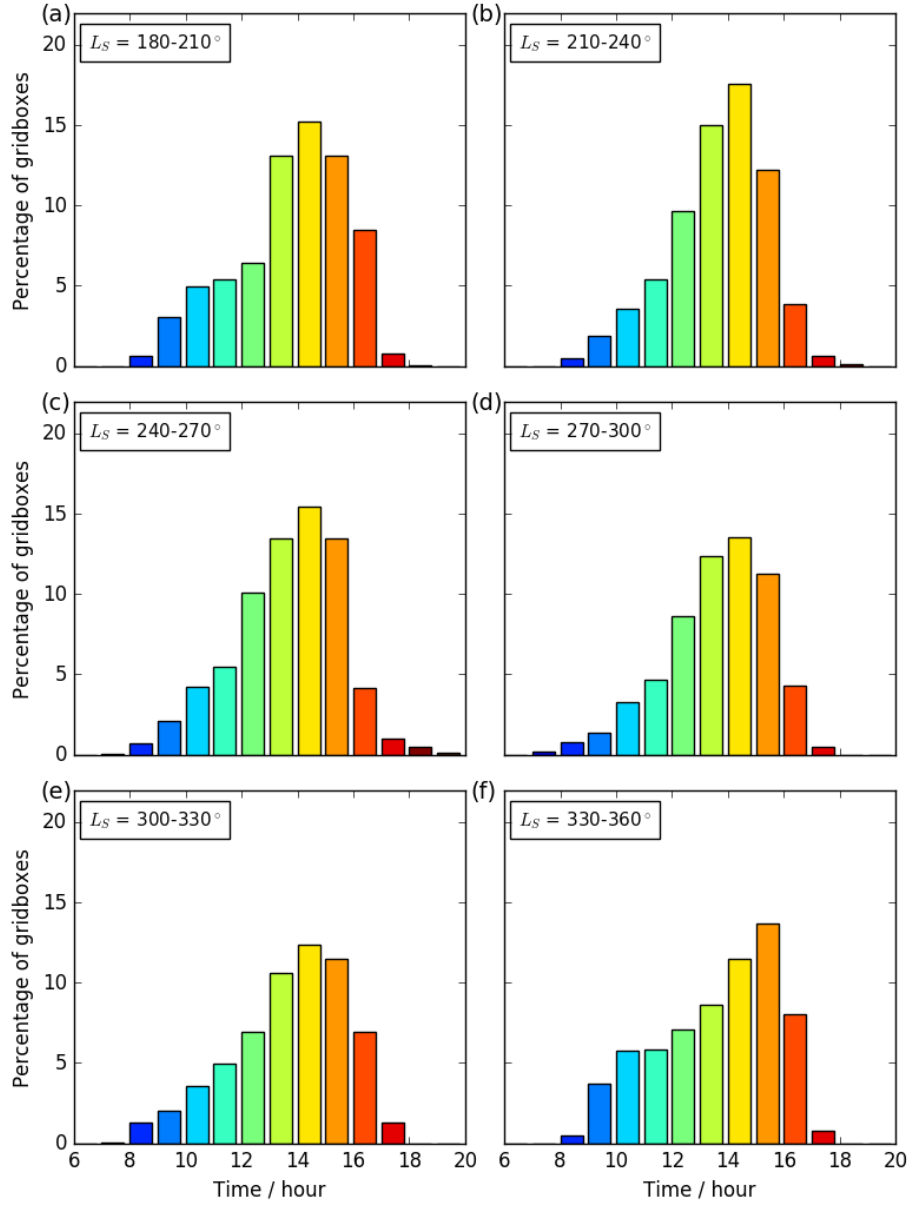 (a)
(b)
L_S = 180-210°
L_S = 210-240°
20
15
10
5
0
Percentage of gridboxes
(c)
(d)
L_S = 240-270°
L_S = 270-300°
20
15
10
5
0
Percentage of gridboxes
(e)
(f)
L_S = 300-330°
L_S = 330-360°
20
15
10
5
0
Percentage of gridboxes
6 8 10 12 14 16 18 20
6 8 10 12 14 16 18 20
Time / hour
Time / hour